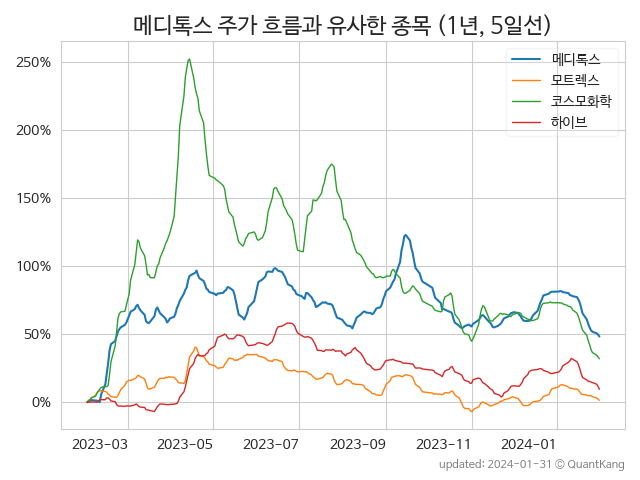 메디톡스 주가 흐름과 유사한 종목 (1년, 5일선)
250%
200%
150%
100%
50%
0%
메디톡스
모트렉스
코스모화학
하이브
2023-03 2023-05 2023-07 2023-09 2023-11 2024-01
updated: 2024-01-31 © QuantKang